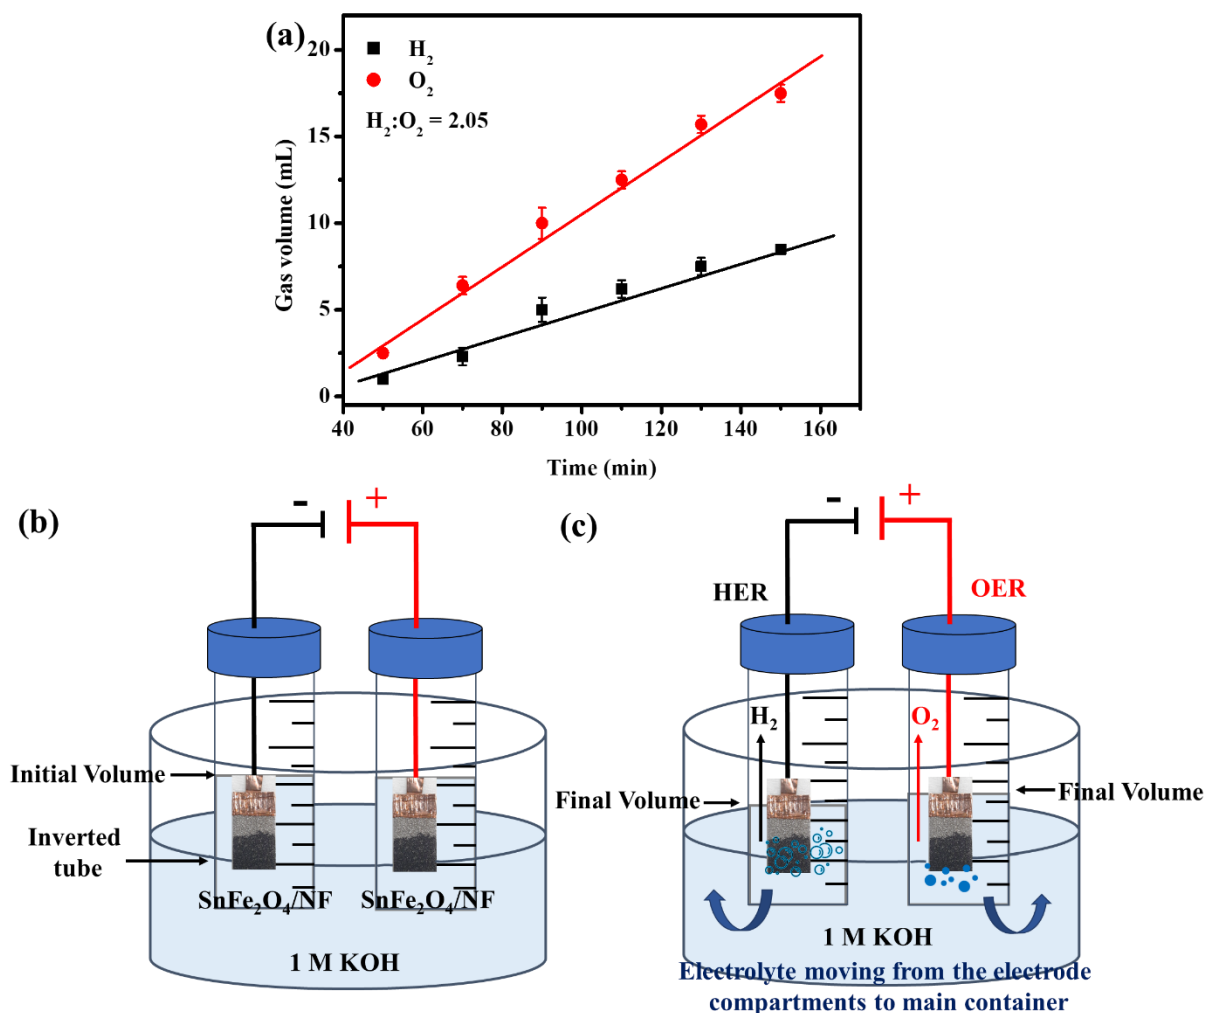 (a)
H₂
O₂
H₂:O₂ = 2.05
Gas volume (mL)
20
15
10
5
0
40 60 80 100 120 140 160
Time (min)
(b)
- +
Initial Volume
Inverted
tube
SnFe₂O₄/NF SnFe₂O₄/NF
1 M KOH
(c)
- +
HER OER
H₂ O₂
Final Volume Final Volume
1 M KOH
Electrolyte moving from the electrode
compartments to main container